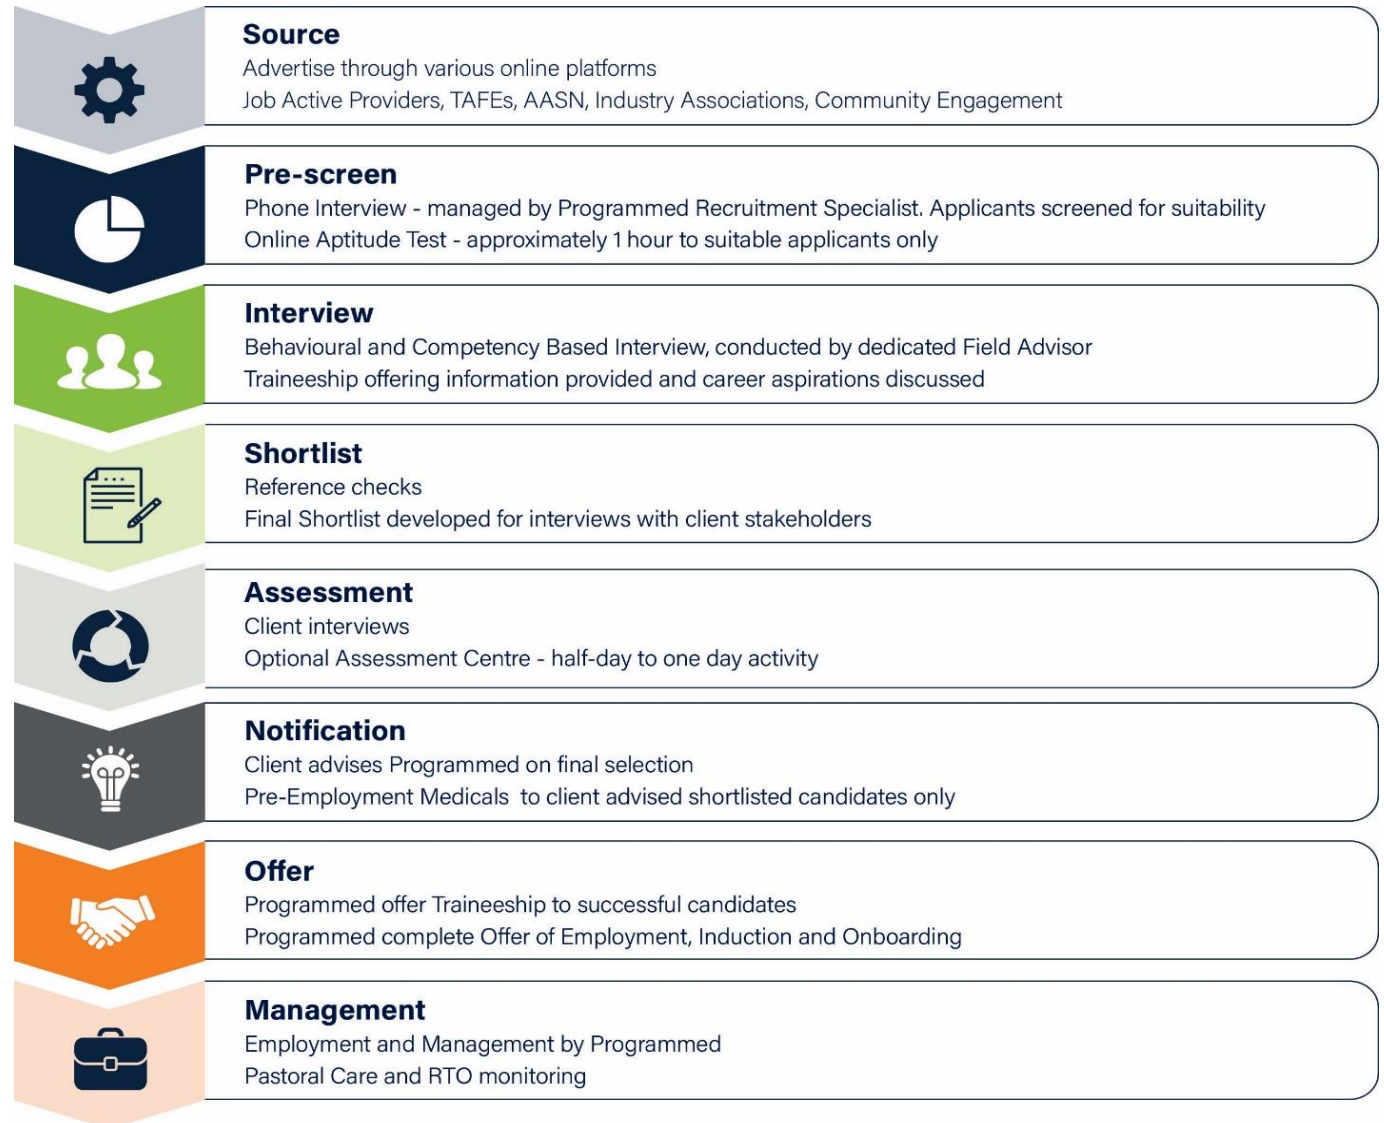 Source
Advertise through various online platforms
Job Active Providers, TAFEs, AASN, Industry Associations, Community Engagement
Pre-screen
Phone Interview - managed by Programmed Recruitment Specialist. Applicants screened for suitability
Online Aptitude Test - approximately 1 hour to suitable applicants only
Interview
Behavioural and Competency Based Interview, conducted by dedicated Field Advisor
Traineeship offering information provided and career aspirations discussed
Shortlist
Reference checks
Final Shortlist developed for interviews with client stakeholders
Assessment
Client interviews
Optional Assessment Centre - half-day to one day activity
Notification
Client advises Programmed on final selection
Pre-Employment Medicals  to client advised shortlisted candidates only
Offer
Programmed offer Traineeship to successful candidates
Programmed complete Offer of Employment, Induction and Onboarding
Management
Employment and Management by Programmed
Pastoral Care and RTO monitoring